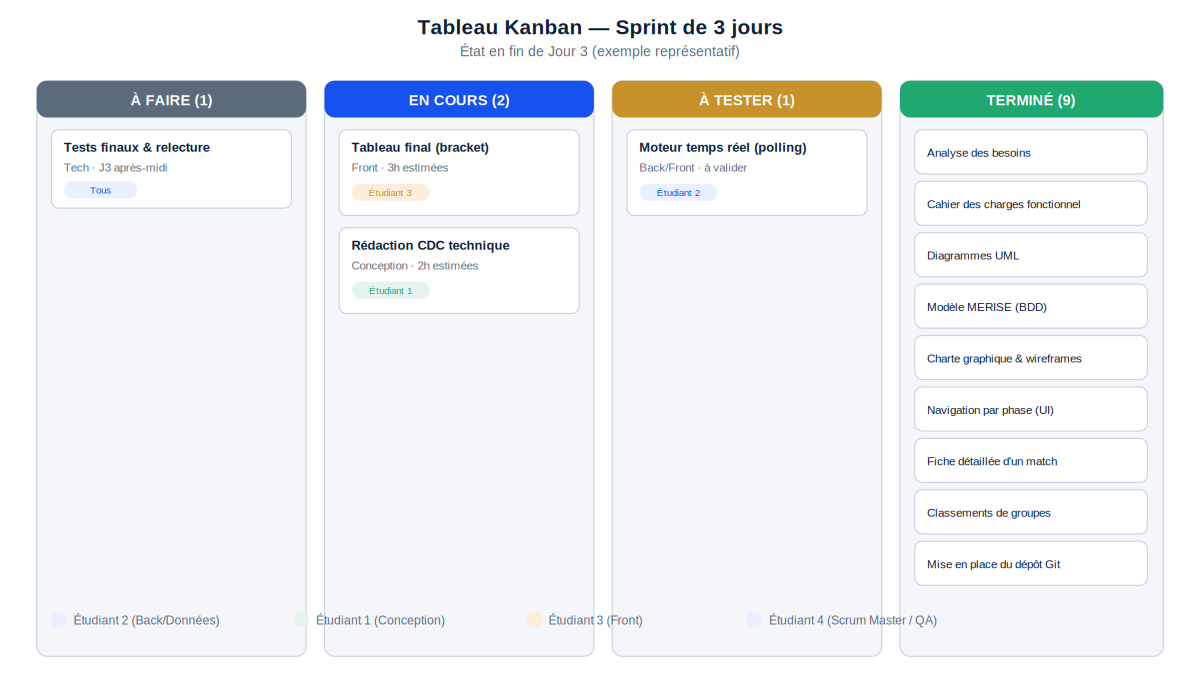 Tableau Kanban — Sprint de 3 jours
État en fin de Jour 3 (exemple représentatif)
À FAIRE (1)
Tests finaux & relecture
Tech · J3 après-midi
Tous
EN COURS (2)
Tableau final (bracket)
Front · 3h estimées
Étudiant 3
Rédaction CDC technique
Conception · 2h estimées
Étudiant 1
À TESTER (1)
Moteur temps réel (polling)
Back/Front · à valider
Étudiant 2
TERMINÉ (9)
Analyse des besoins
Cahier des charges fonctionnel
Diagrammes UML
Modèle MERISE (BDD)
Charte graphique & wireframes
Navigation par phase (UI)
Fiche détaillée d'un match
Classements de groupes
Mise en place du dépôt Git
Étudiant 2 (Back/Données)
Étudiant 1 (Conception)
Étudiant 3 (Front)
Étudiant 4 (Scrum Master / QA)